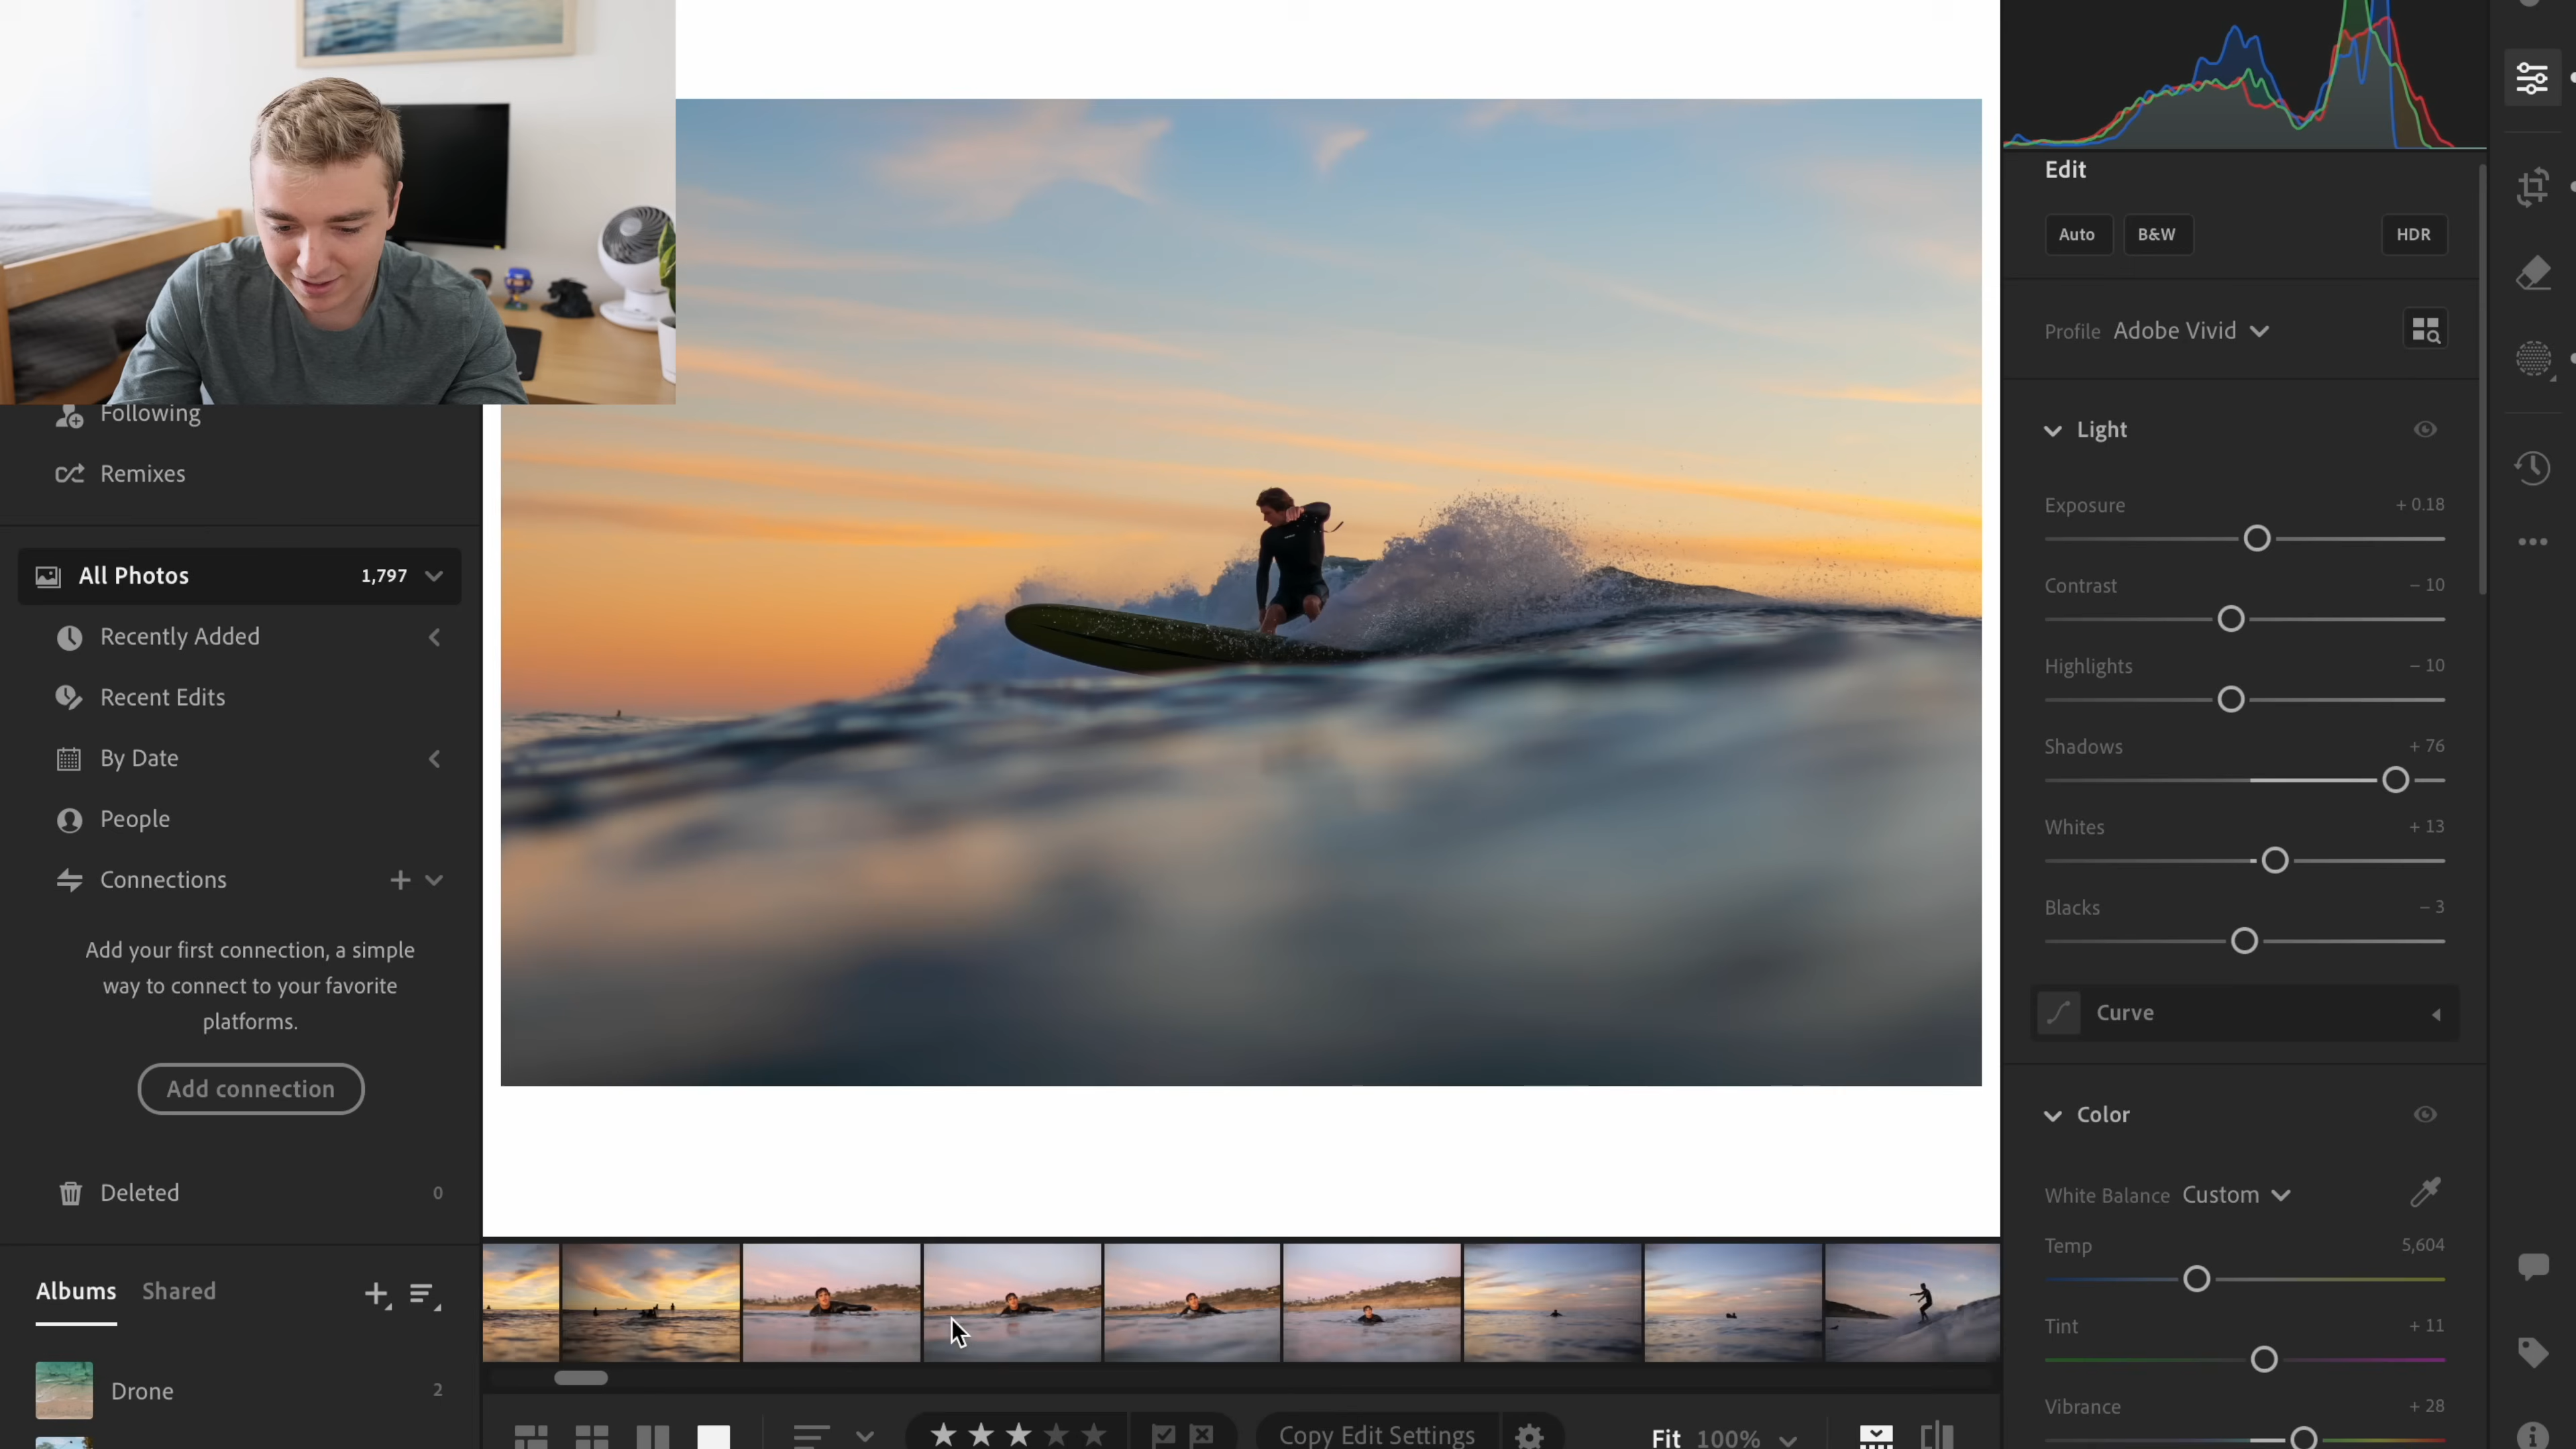 Following
Remixes
All Photos 1,797
Recently Added
Recent Edits
By Date
People
Connections
Add your first connection, a simple
way to connect to your favorite
platforms.
Add connection
Deleted 0
Albums Shared
Drone 2
Copy Edit Settings
Fit 100%
Edit
Auto B&W HDR
Profile Adobe Vivid
Light
Exposure + 0.18
Contrast – 10
Highlights – 10
Shadows + 76
Whites + 13
Blacks – 3
Curve
Color
White Balance Custom
Temp 5,604
Tint + 11
Vibrance + 28